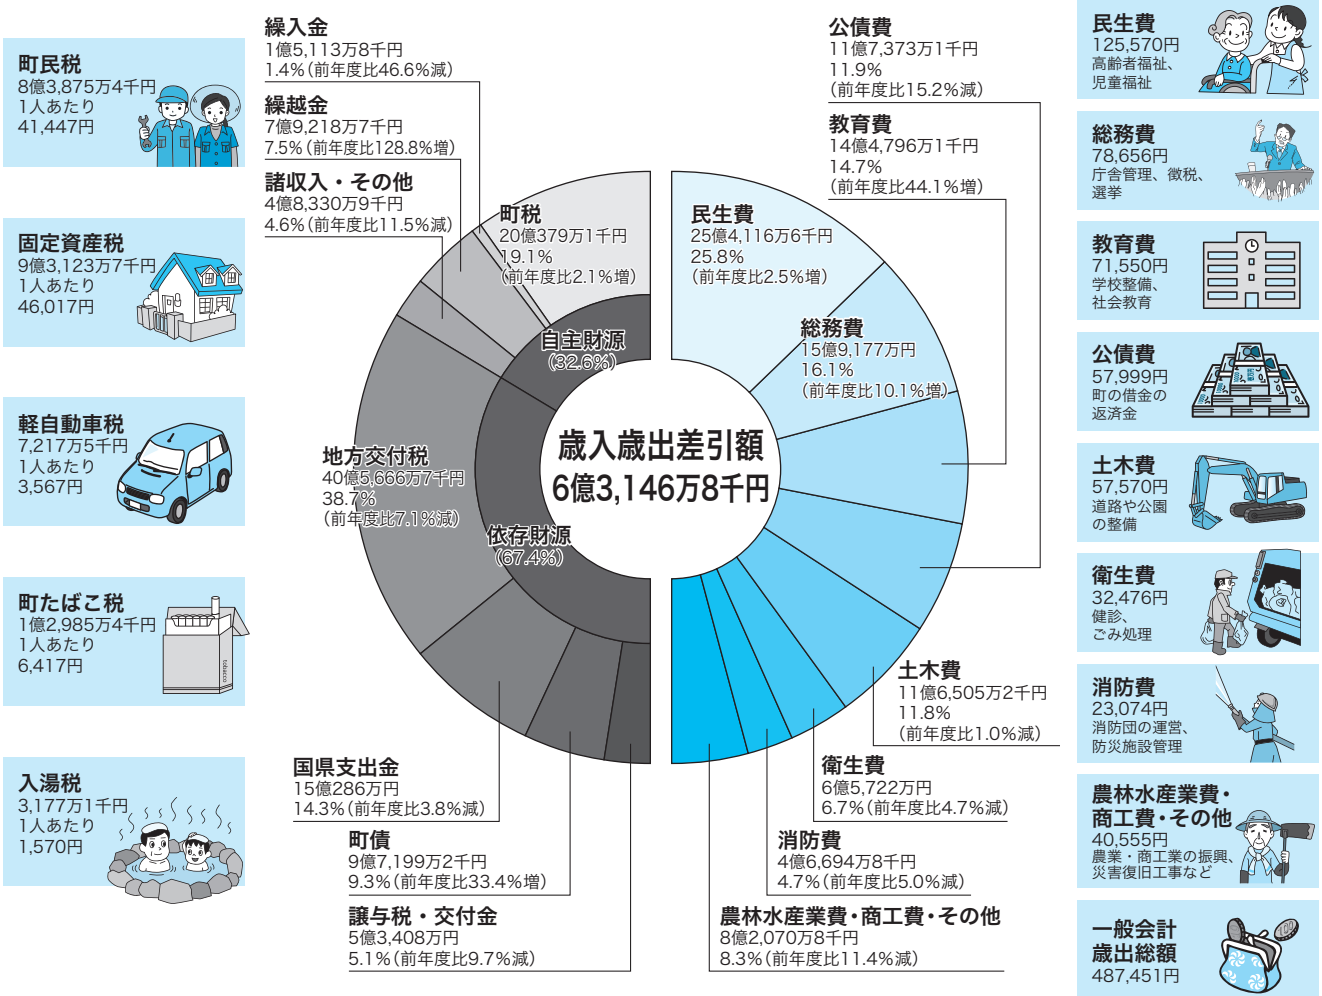 町民税
8億3,875万4千円
1人あたり
41,447円
固定資産税
9億3,123万7千円
1人あたり
46,017円
軽自動車税
7,217万5千円
1人あたり
3,567円
町たばこ税
1億2,985万4千円
1人あたり
6,417円
tobacco
入湯税
3,177万1千円
1人あたり
1,570円
繰入金
1億5,113万8千円
1.4%(前年度比46.6%減)
繰越金
7億9,218万7千円
7.5%(前年度比128.8%増)
諸収入・その他
4億8,330万9千円
4.6%(前年度比11.5%減)
町税
20億379万1千円
19.1%
(前年度比2.1%増)
自主財源
(32.6%)
地方交付税
40億5,666万7千円
38.7%
(前年度比7.1%減)
依存財源
(67.4%)
国県支出金
15億286万円
14.3%(前年度比3.8%減)
町債
9億7,199万2千円
9.3%(前年度比33.4%増)
譲与税・交付金
5億3,408万円
5.1%(前年度比9.7%減)
歳入歳出差引額
6億3,146万8千円
公債費
11億7,373万1千円
11.9%
(前年度比15.2%減)
教育費
14億4,796万1千円
14.7%
(前年度比44.1%増)
民生費
25億4,116万6千円
25.8%
(前年度比2.5%増)
総務費
15億9,177万円
16.1%
(前年度比10.1%増)
土木費
11億6,505万2千円
11.8%
(前年度比1.0%減)
衛生費
6億5,722万円
6.7%(前年度比4.7%減)
消防費
4億6,694万8千円
4.7%(前年度比5.0%減)
農林水産業費・商工費・その他
8億2,070万8千円
8.3%(前年度比11.4%減)
民生費
125,570円
高齢者福祉、
児童福祉
総務費
78,656円
庁舎管理、徴税、
選挙
教育費
71,550円
学校整備、
社会教育
公債費
57,999円
町の借金の
返済金
土木費
57,570円
道路や公園
の整備
衛生費
32,476円
健診、
ごみ処理
消防費
23,074円
消防団の運営、
防災施設管理
農林水産業費・
商工費・その他
40,555円
農業・商工業の振興、
災害復旧工事など
一般会計
歳出総額
487,451円
100